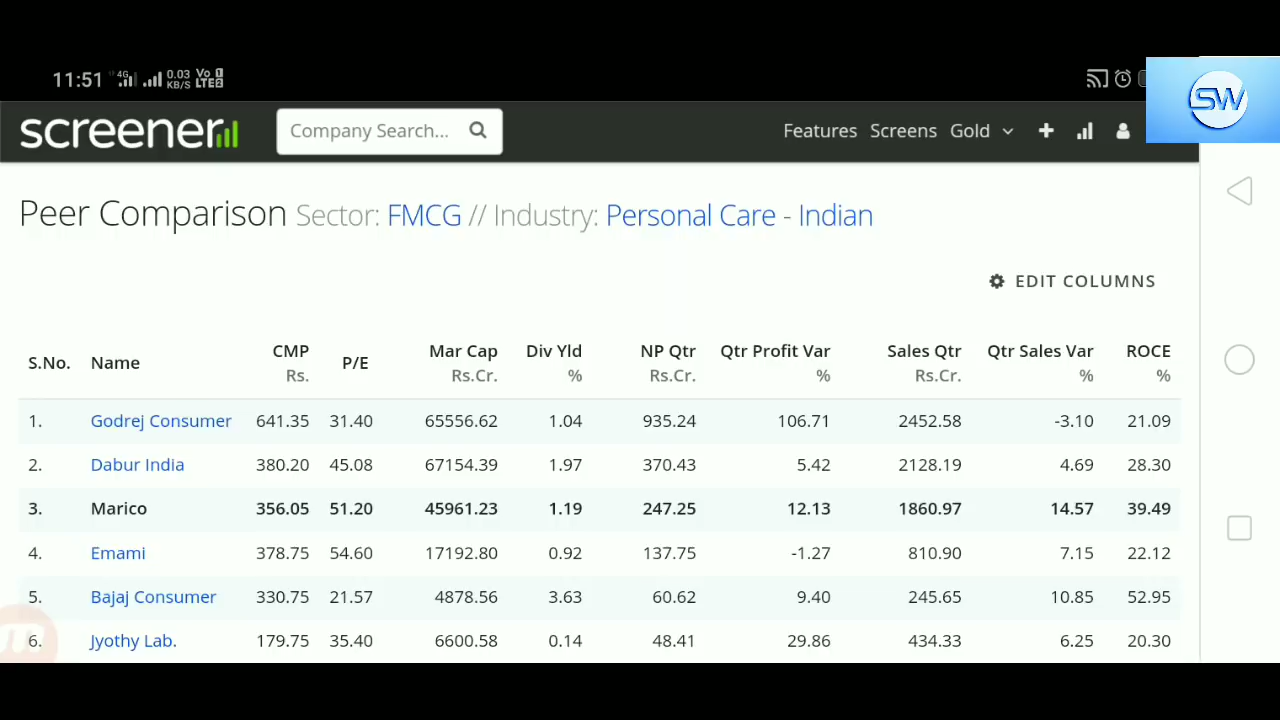 11:51 4G 0.03 KB/S Vo 1 LTE2
SW
screener Company Search... Features Screens Gold
Peer Comparison Sector: FMCG // Industry: Personal Care - Indian
EDIT COLUMNS
S.No. Name CMP Rs. P/E Mar Cap Rs.Cr. Div Yld % NP Qtr Rs.Cr. Qtr Profit Var % Sales Qtr Rs.Cr. Qtr Sales Var % ROCE %
1. Godrej Consumer 641.35 31.40 65556.62 1.04 935.24 106.71 2452.58 -3.10 21.09
2. Dabur India 380.20 45.08 67154.39 1.97 370.43 5.42 2128.19 4.69 28.30
3. Marico 356.05 51.20 45961.23 1.19 247.25 12.13 1860.97 14.57 39.49
4. Emami 378.75 54.60 17192.80 0.92 137.75 -1.27 810.90 7.15 22.12
5. Bajaj Consumer 330.75 21.57 4878.56 3.63 60.62 9.40 245.65 10.85 52.95
6. Jyothy Lab. 179.75 35.40 6600.58 0.14 48.41 29.86 434.33 6.25 20.30